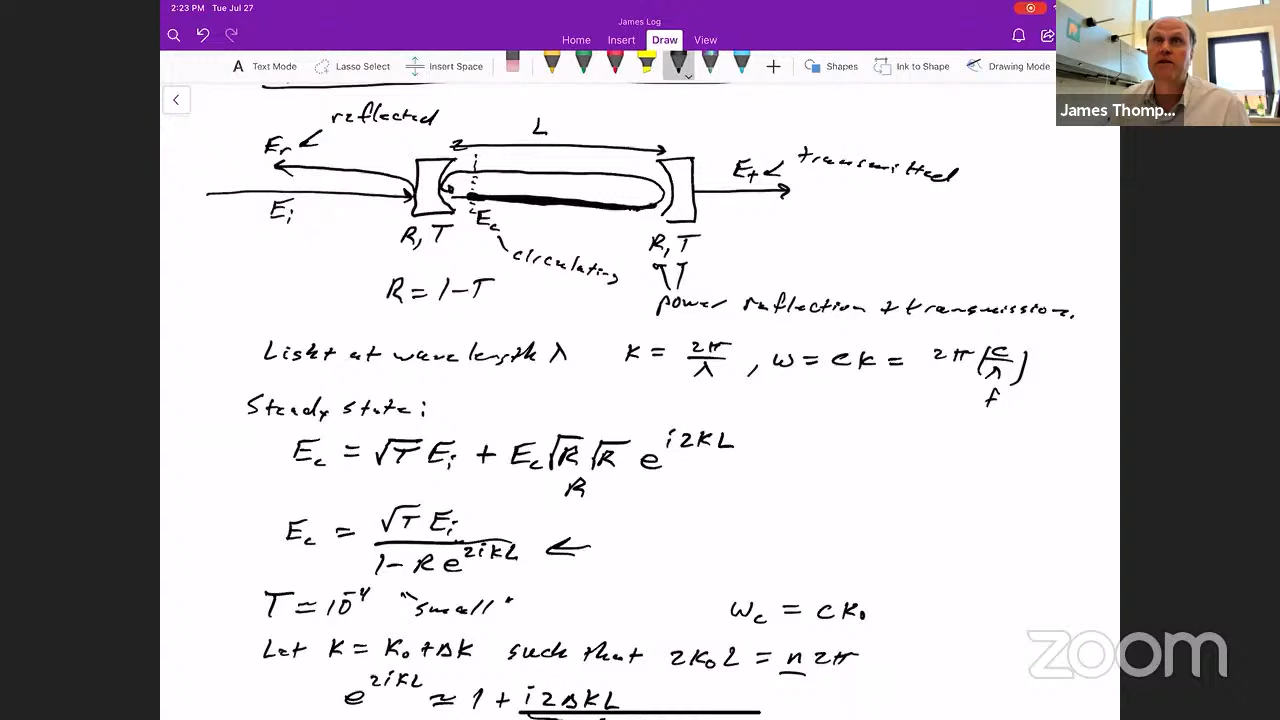 2:23 PM Tue Jul 27
James Log
Home Insert Draw View
Text Mode Lasso Select Insert Space Shapes Ink to Shape Drawing Mode
James Thomp...
reflected
L
Er
Et
transmitted
Ei
Ec
R, T
R, T
circulating
R = 1-T
power reflection + transmission.
Light at wavelength λ K = 2π/λ , ω = cK = 2π(c/λ)
f
Steady state:
Ec = √T Ei + Ec √R √R e^{i2KL}
R
Ec = √T Ei / 1 - R e^{2iKL} ⇐
T ≈ 10^{-4} "small" ωc = cK₀
Let K = K₀ + ΔK such that 2K₀L = n2π
e^{2iKL} ≈ 1 + i2ΔKL
zoom